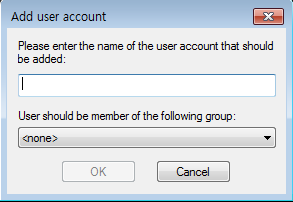 Add user account
Please enter the name of the user account that should
be added:
User should be member of the following group:
<none>
OK
Cancel